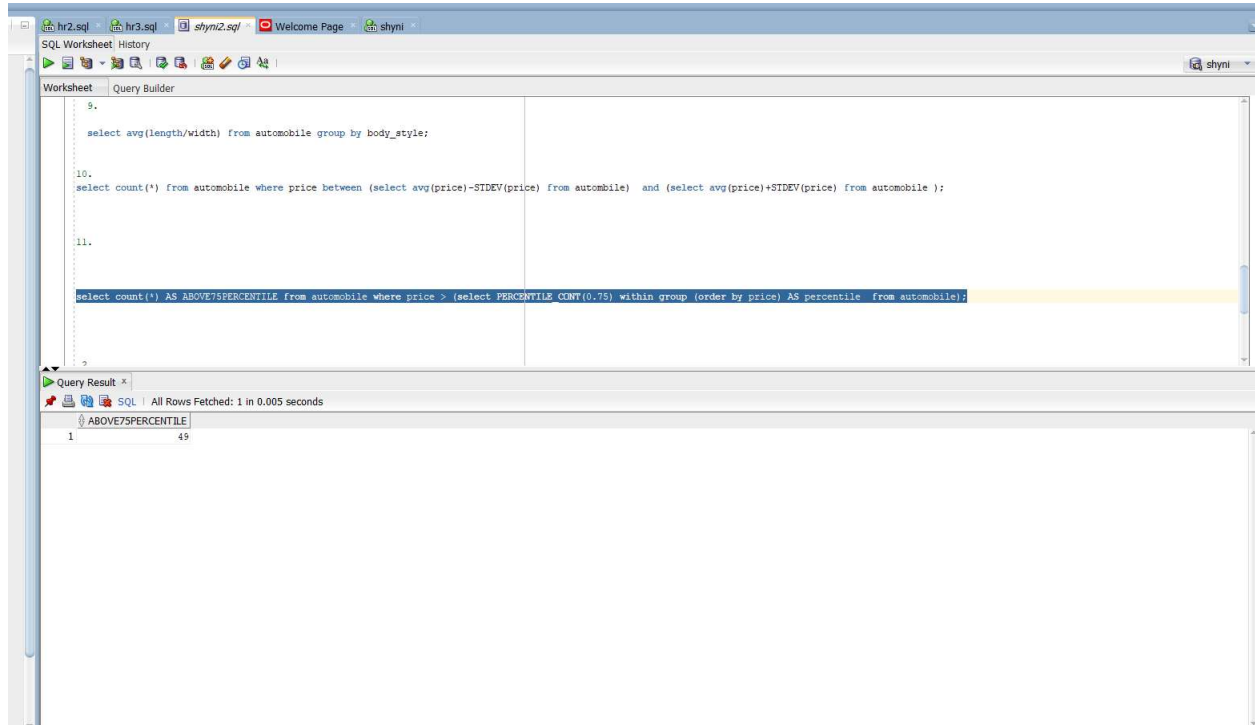 hr2.sql hr3.sql shyni2.sql Welcome Page shyni
SQL Worksheet History
shyni
Worksheet Query Builder
9.
select avg(length/width) from automobile group by body_style;
10.
select count(*) from automobile where price between (select avg(price)-STDEV(price) from autombile) and (select avg(price)+STDEV(price) from automobile );
11.
select count(*) AS ABOVE75PERCENTILE from automobile where price > (select PERCENTILE_CONT(0.75) within group (order by price) AS percentile from automobile);
Query Result ×
SQL | All Rows Fetched: 1 in 0.005 seconds
ABOVE75PERCENTILE
1 49